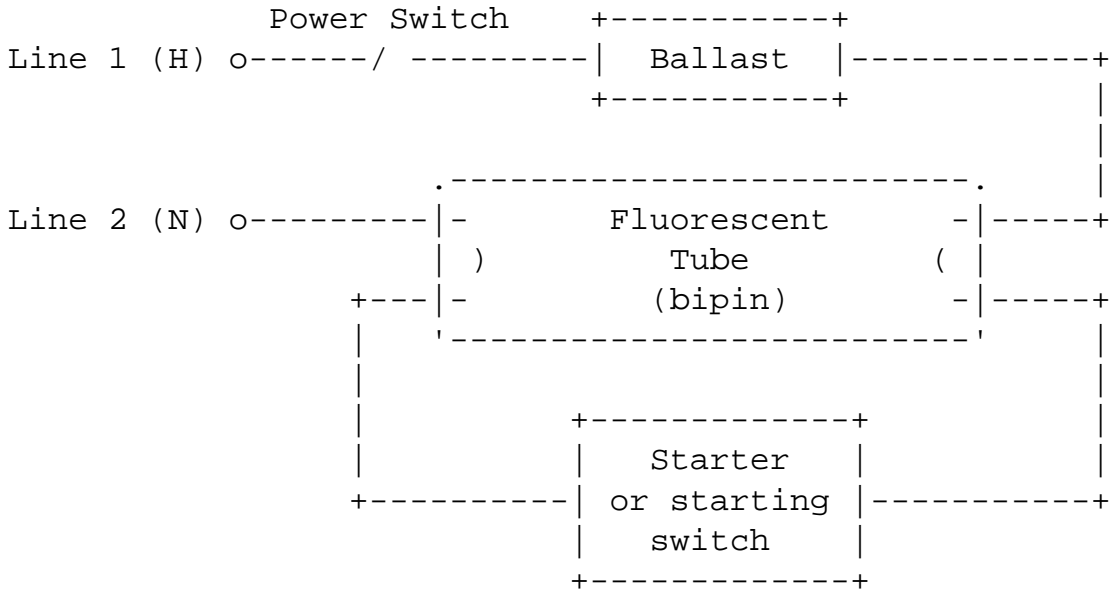 Power Switch
Line 1 (H) Ballast
Line 2 (N) Fluorescent
Tube
(bipin)
Starter
or starting
switch